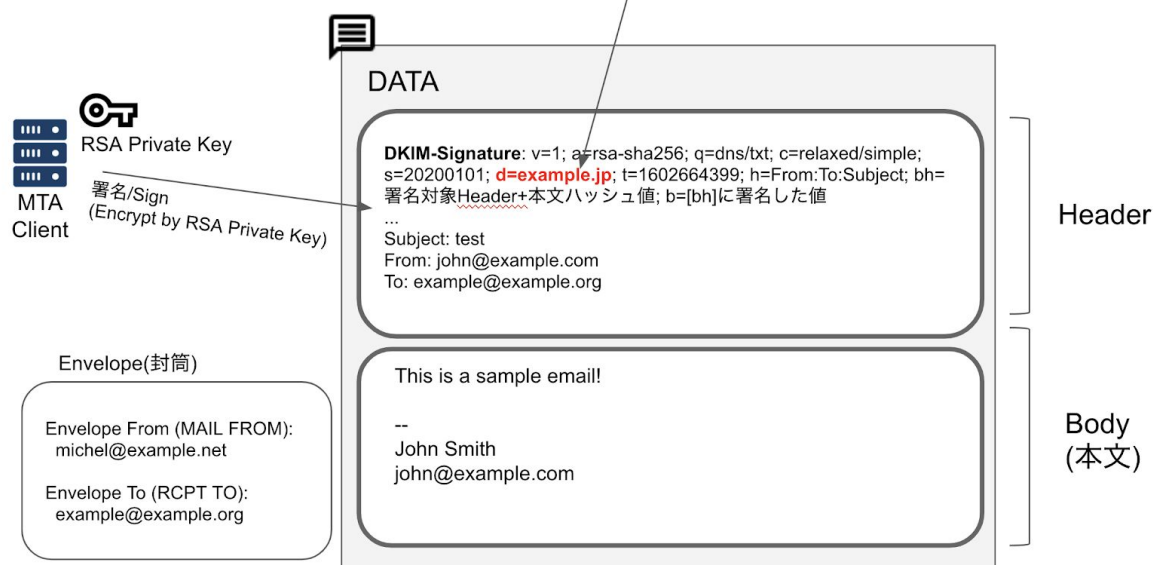 DATA
RSA Private Key
MTA
Client
署名/Sign
(Encrypt by RSA Private Key)
DKIM-Signature: v=1; a=rsa-sha256; q=dns/txt; c=relaxed/simple;
s=20200101; d=example.jp; t=1602664399; h=From:To:Subject; bh=
署名対象Header+本文ハッシュ値; b=[bh]に署名した値
...
Subject: test
From: john@example.com
To: example@example.org
Header
Envelope(封筒)
Envelope From (MAIL FROM):
michel@example.net
Envelope To (RCPT TO):
example@example.org
This is a sample email!
--
John Smith
john@example.com
Body
(本文)